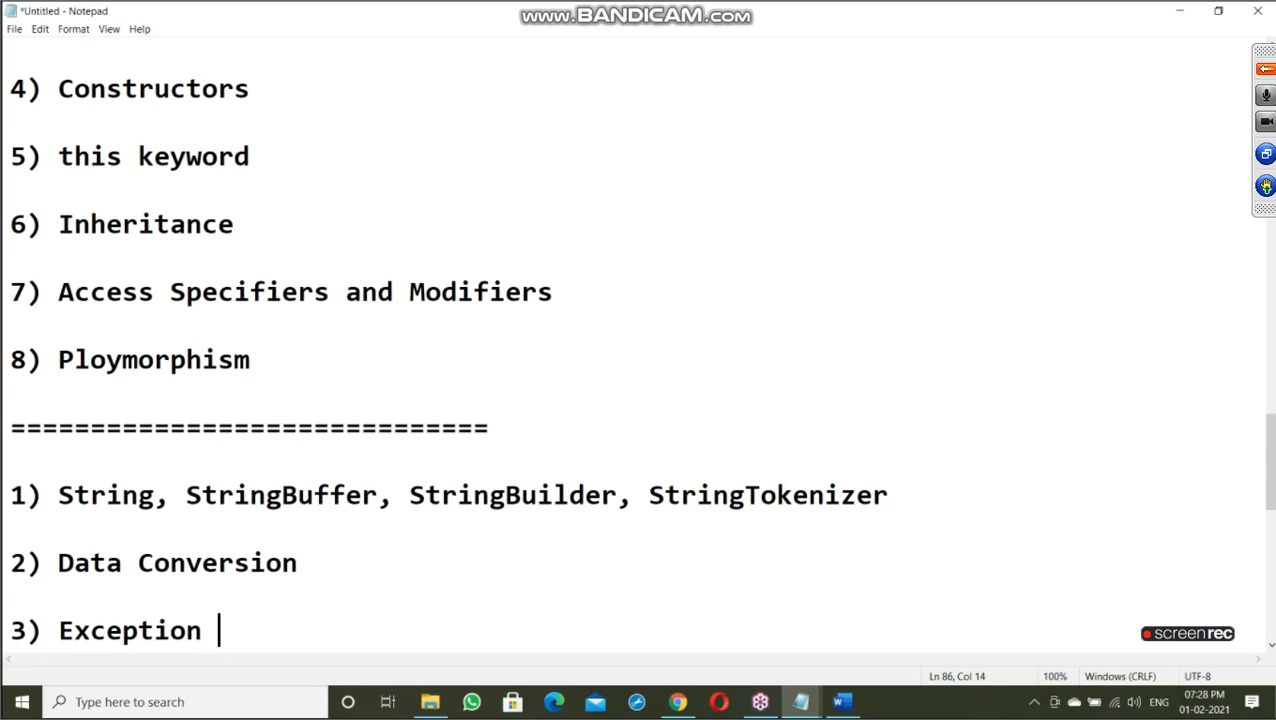 *Untitled - Notepad
www.BANDICAM.com
File Edit Format View Help
4) Constructors
5) this keyword
6) Inheritance
7) Access Specifiers and Modifiers
8) Ploymorphism
==============================
1) String, StringBuffer, StringBuilder, StringTokenizer
2) Data Conversion
3) Exception
screenrec
Ln 86, Col 14 100% Windows (CRLF) UTF-8
Type here to search
ENG
07:28 PM
01-02-2021